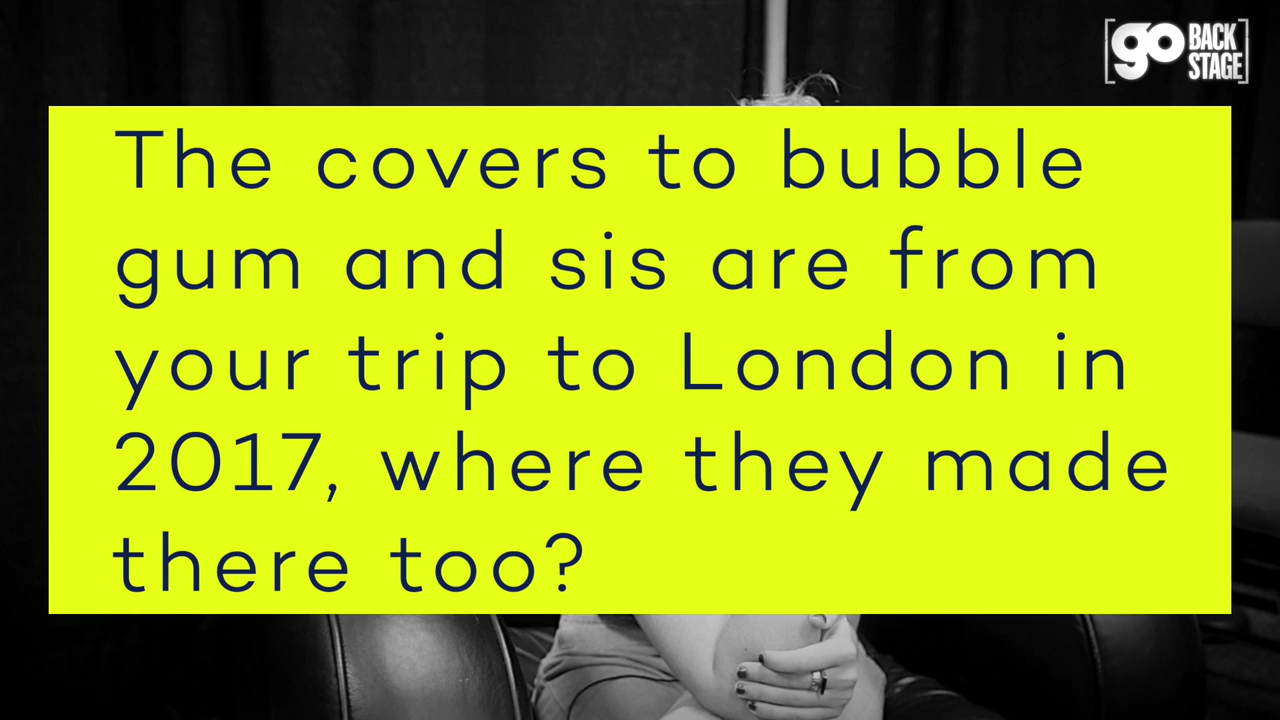 [go BACK
STAGE]
The covers to bubble
gum and sis are from
your trip to London in
2017, where they made
there too?